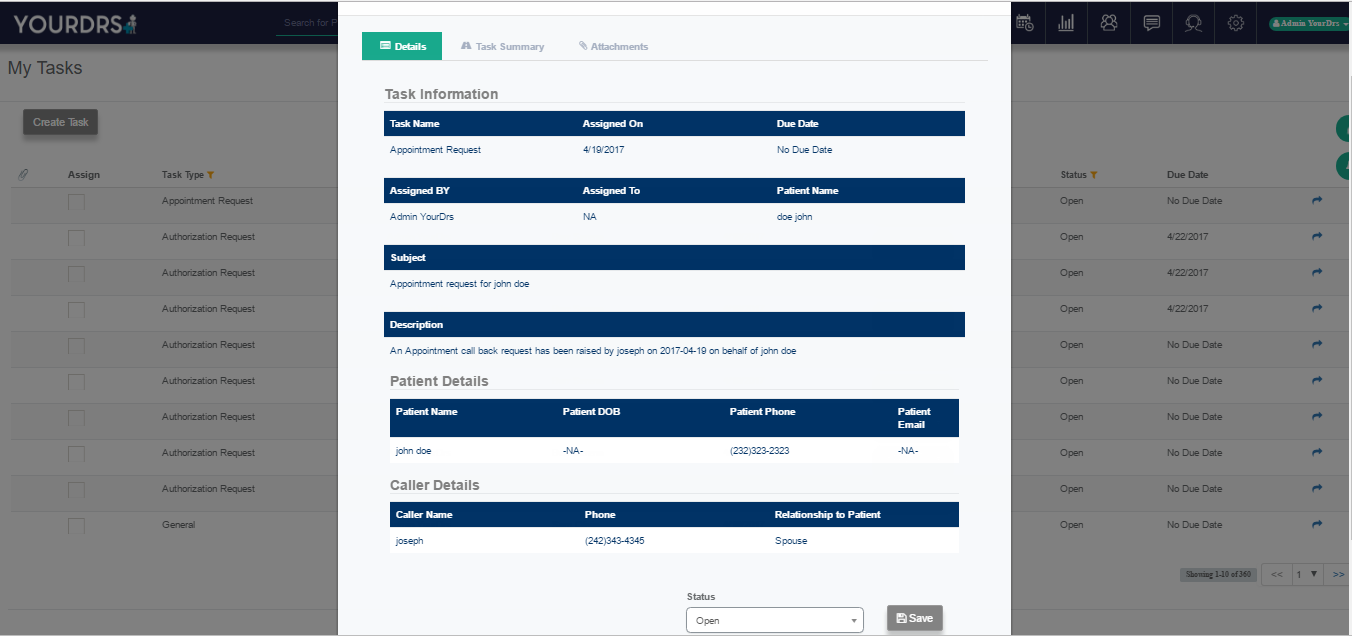 YOURDRS
Search for P
Admin YourDrs
My Tasks
Create Task
Assign Task Type Status Due Date
Appointment Request Open No Due Date
Authorization Request Open 4/22/2017
Authorization Request Open 4/22/2017
Authorization Request Open 4/22/2017
Authorization Request Open No Due Date
Authorization Request Open No Due Date
Authorization Request Open No Due Date
Authorization Request Open No Due Date
Authorization Request Open No Due Date
General Open No Due Date
Showing 1-10 of 360 << 1 >>
Details Task Summary Attachments
Task Information
Task Name Assigned On Due Date
Appointment Request 4/19/2017 No Due Date
Assigned BY Assigned To Patient Name
Admin YourDrs NA doe john
Subject
Appointment request for john doe
Description
An Appointment call back request has been raised by joseph on 2017-04-19 on behalf of john doe
Patient Details
Patient Name Patient DOB Patient Phone Patient
Email
john doe -NA- (232)323-2323 -NA-
Caller Details
Caller Name Phone Relationship to Patient
joseph (242)343-4345 Spouse
Status
Open Save